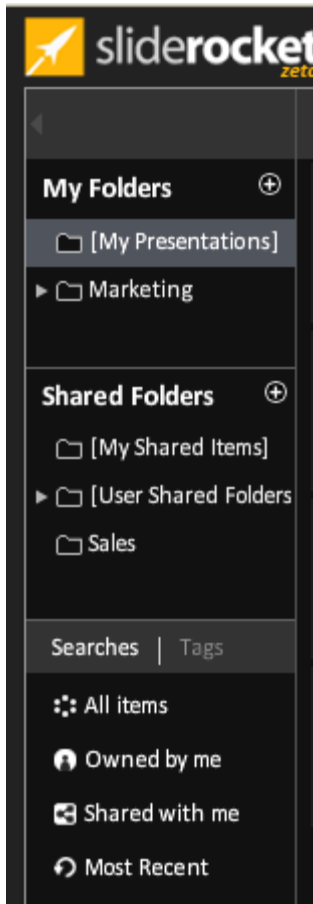 sliderocket
My Folders
[My Presentations]
Marketing
Shared Folders
[My Shared Items]
[User Shared Folders
Sales
Searches | Tags
All items
Owned by me
Shared with me
Most Recent